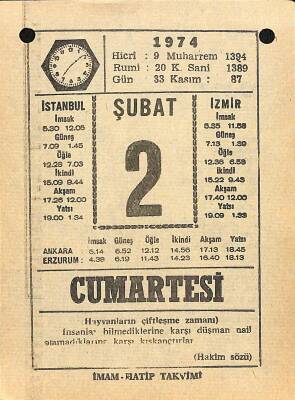 1974
Hicri : 9 Muharrem 1394
Rumi : 20 K. Sani 1389
Gün : 33 Kasım : 87
İSTANBUL
İmsak
5.30 12.05
Güneş
7.09 1.45
Öğle
12.28 7.03
İkindi
15.09 9.44
Akşam
17.26 12.00
Yatsı
19.00 1.34
ŞUBAT
2
İZMİR
İmsak
5.35 11.58
Güneş
7.13 1.39
Öğle
12.36 6.58
İkindi
15.22 9.43
Akşam
17.40 12.00
Yatsı
19.09 1.33
İmsak Güneş Öğle İkindi Akşam Yatsı
ANKARA 5.14 6.52 12.12 14.56 17.13 18.45
ERZURUM : 4.38 6.19 11.43 14.23 16.40 18.13
CUMARTESİ
Hayvanların çiftleşme zamanı)
İnsanlar bilmediklerine karşı düşman nail
olamadıklarına karşı kıskançtırlar
(Hakim sözü)
İMAM-HATİP TAKVİMİ